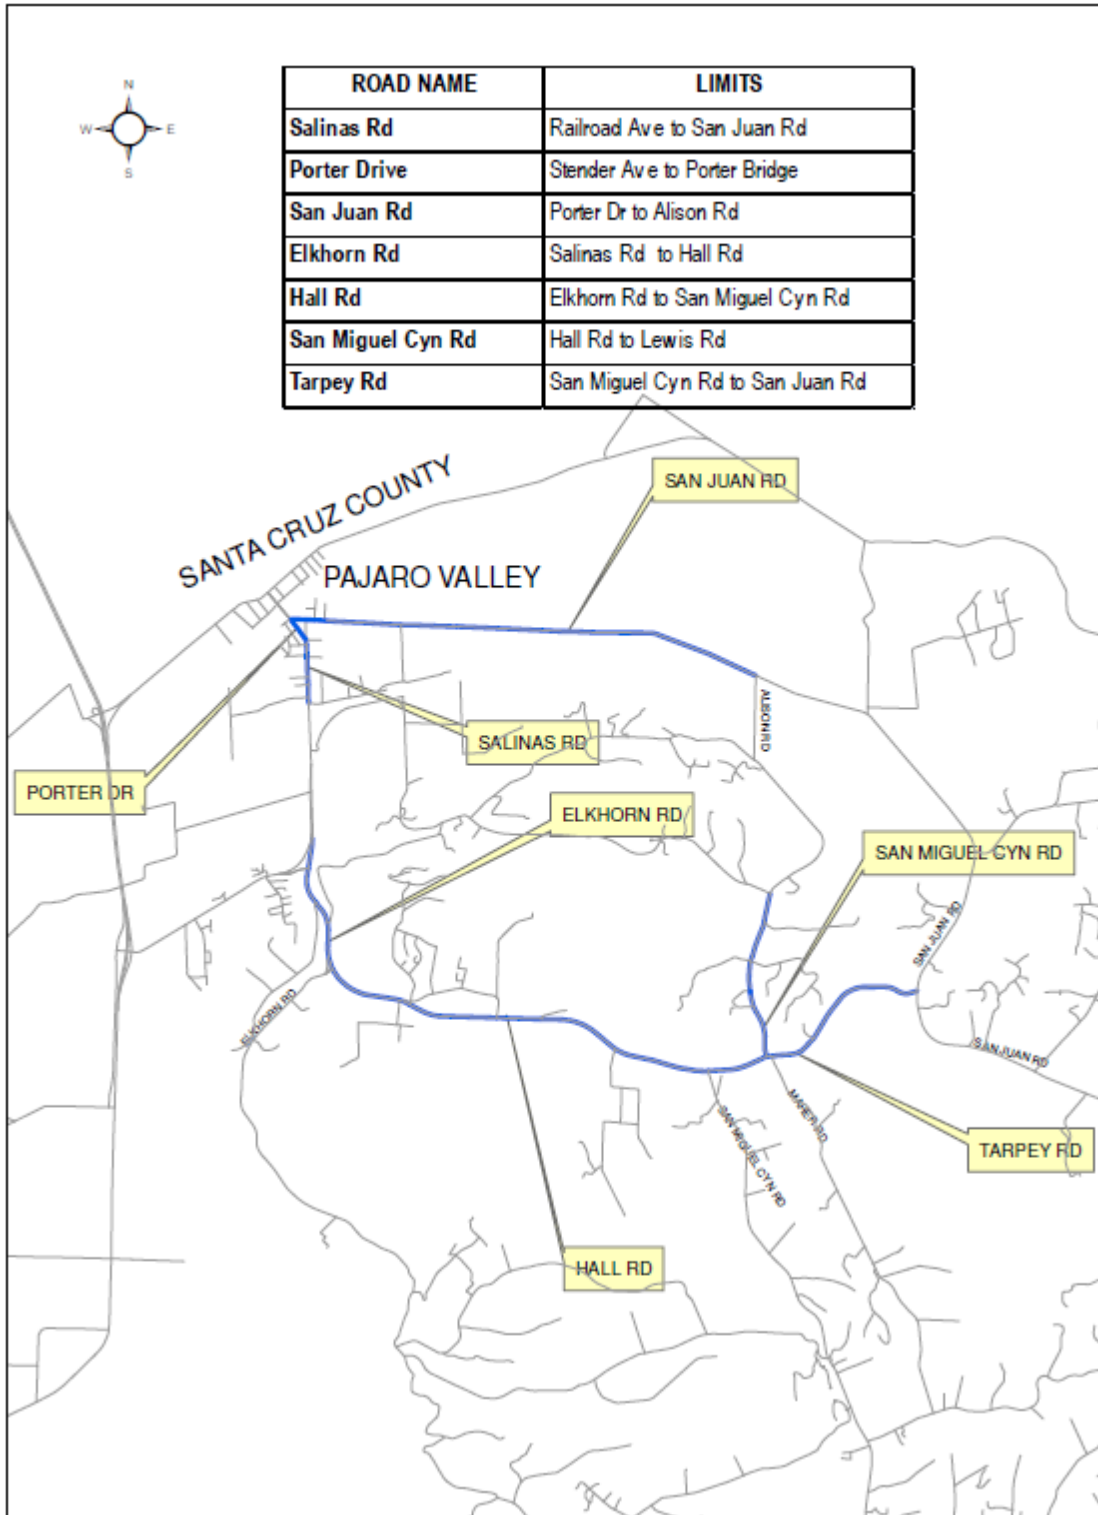 N
W E
S
ROAD NAME LIMITS
Salinas Rd Railroad Ave to San Juan Rd
Porter Drive Stender Ave to Porter Bridge
San Juan Rd Porter Dr to Alison Rd
Elkhorn Rd Salinas Rd to Hall Rd
Hall Rd Elkhorn Rd to San Miguel Cyn Rd
San Miguel Cyn Rd Hall Rd to Lewis Rd
Tarpey Rd San Miguel Cyn Rd to San Juan Rd
SANTA CRUZ COUNTY
SAN JUAN RD
PAJARO VALLEY
ALISON RD
SALINAS RD
PORTER DR
ELKHORN RD
SAN MIGUEL CYN RD
SAN JUAN RD
ELKHORN RD
SAN JUAN RD
MAHER RD
SAN MIGUEL CYN RD
TARPEY RD
HALL RD